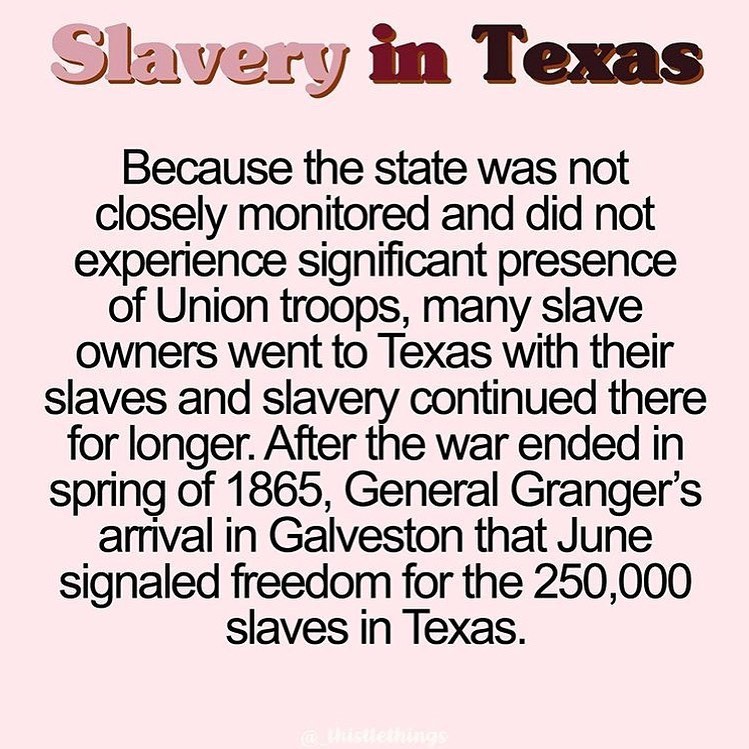 Slavery in Texas
Because the state was not
closely monitored and did not
experience significant presence
of Union troops, many slave
owners went to Texas with their
slaves and slavery continued there
for longer. After the war ended in
spring of 1865, General Granger’s
arrival in Galveston that June
signaled freedom for the 250,000
slaves in Texas.
@ thistlethings